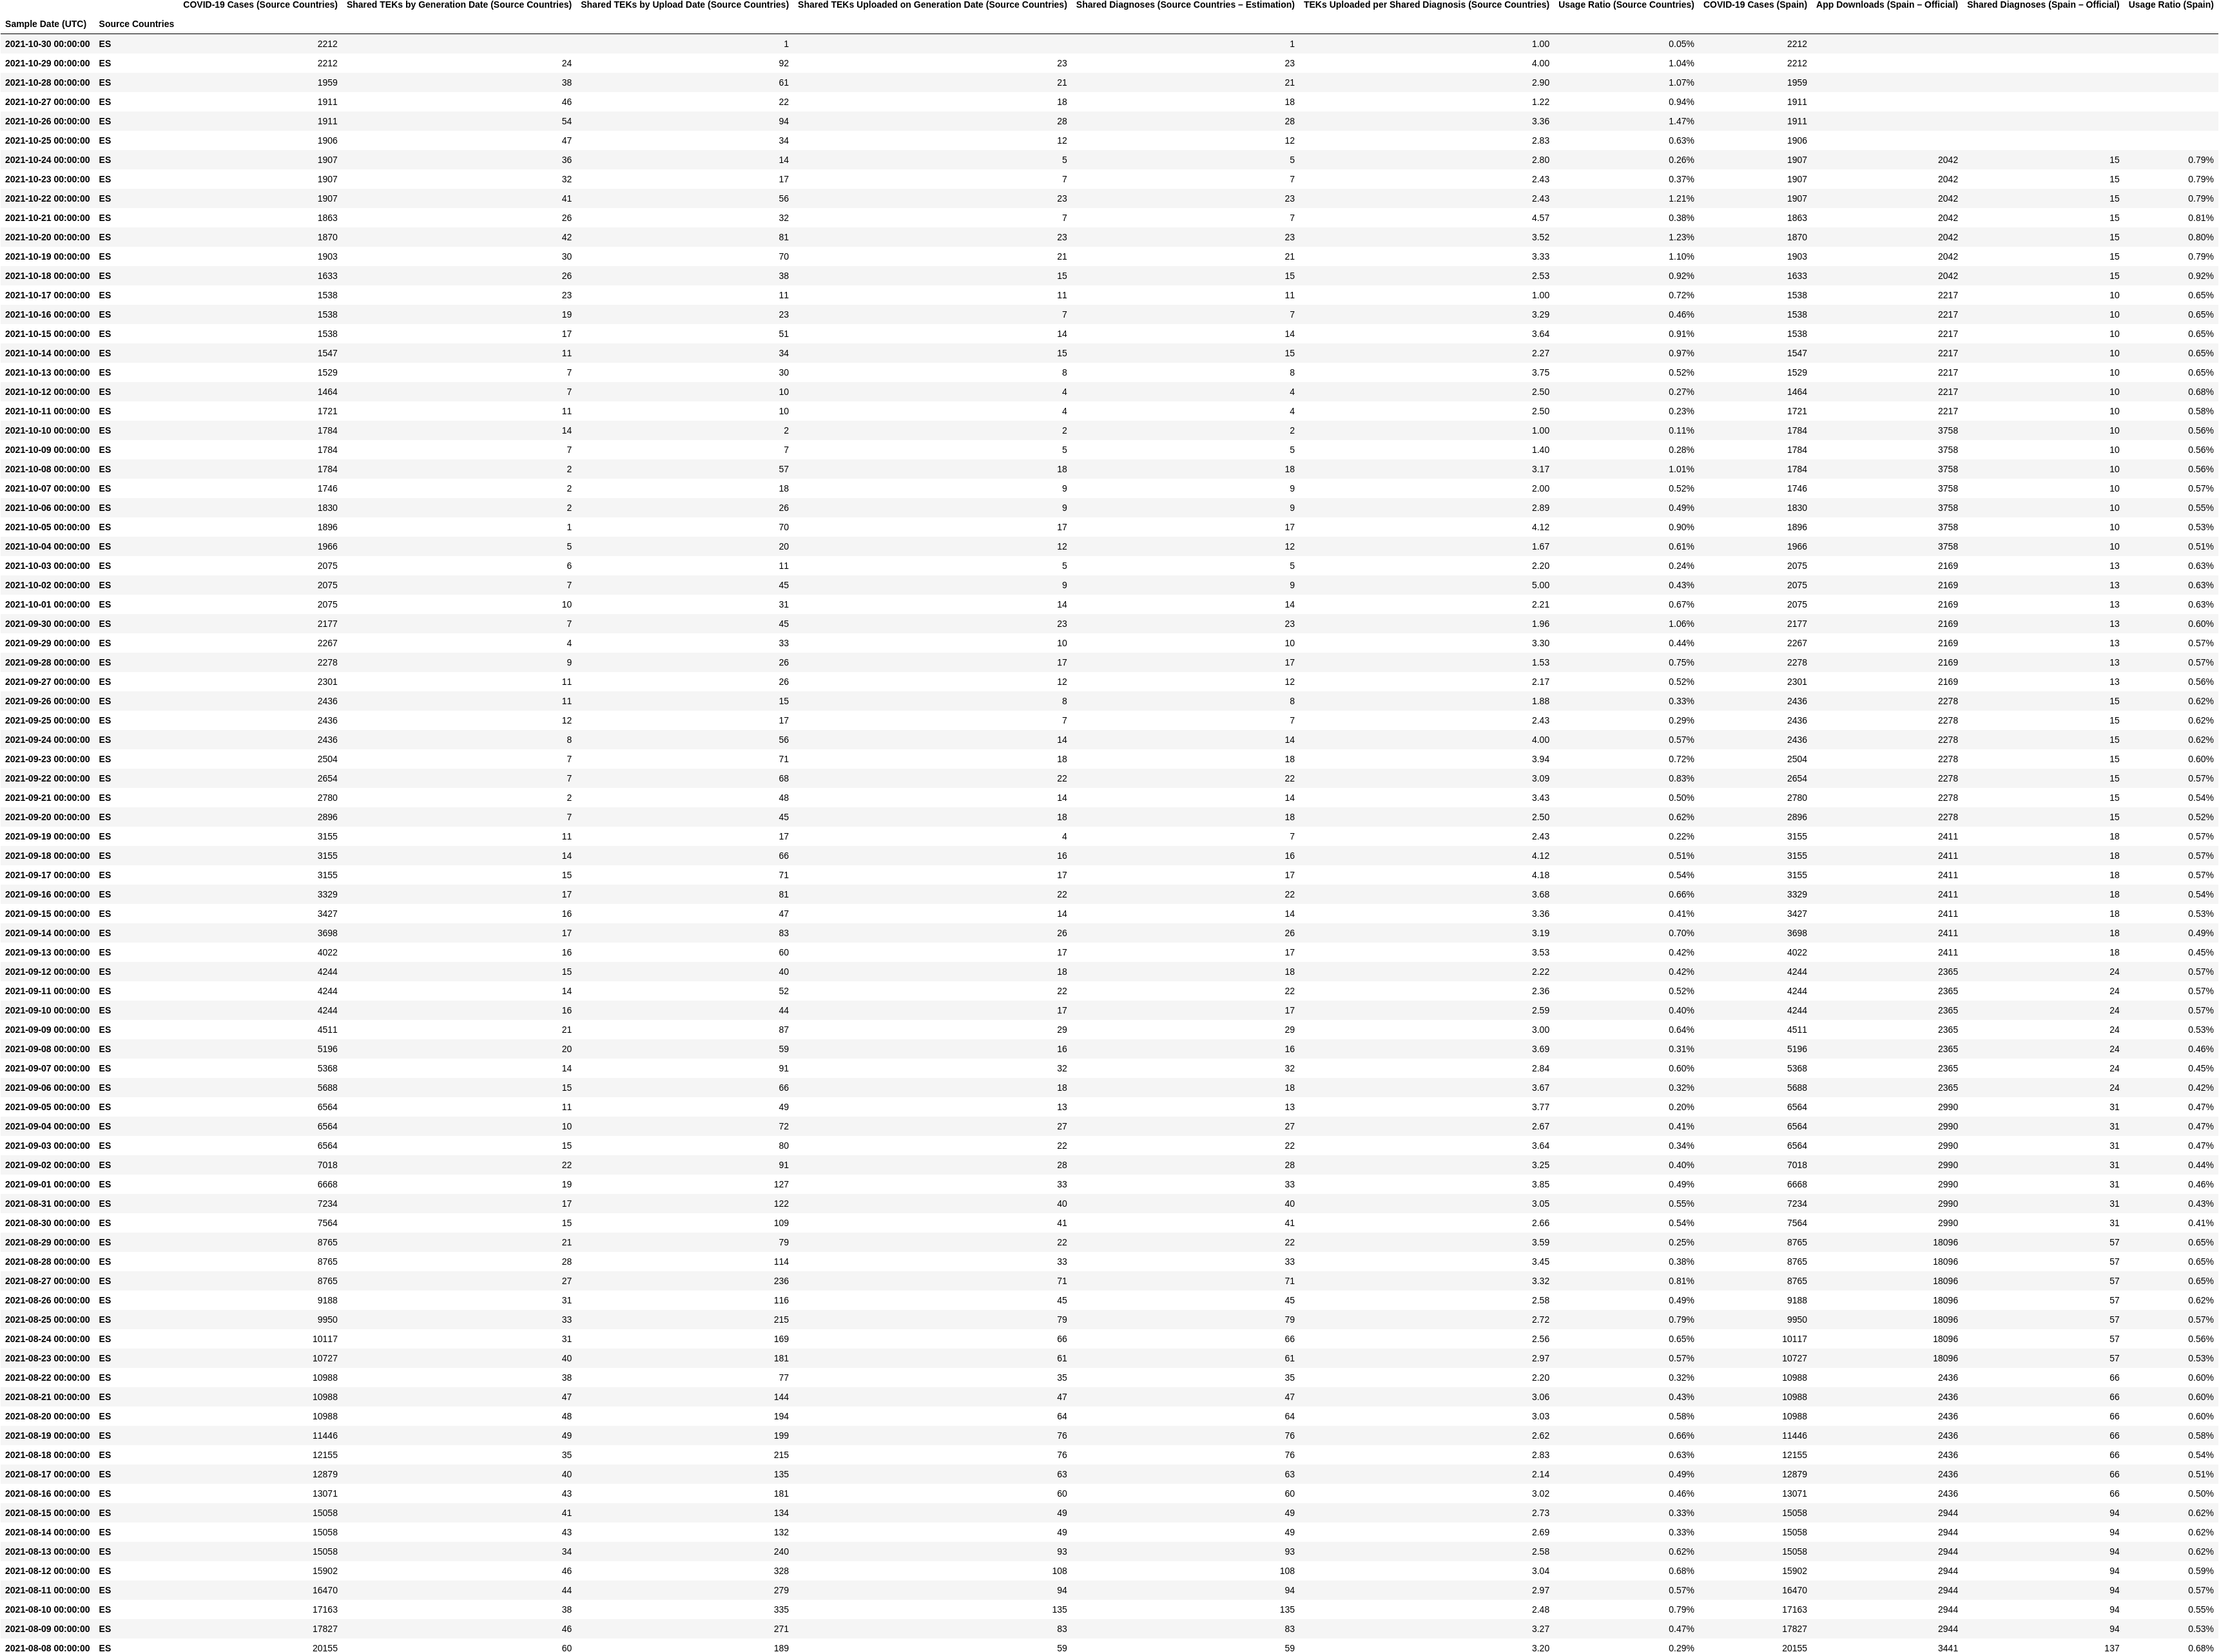 COVID-19 Cases (Source Countries) Shared TEKs by Generation Date (Source Countries) Shared TEKs by Upload Date (Source Countries) Shared TEKs Uploaded on Generation Date (Source Countries) Shared Diagnoses (Source Countries – Estimation) TEKs Uploaded per Shared Diagnosis (Source Countries) Usage Ratio (Source Countries) COVID-19 Cases (Spain) App Downloads (Spain – Official) Shared Diagnoses (Spain – Official) Usage Ratio (Spain)
Sample Date (UTC) Source Countries
2021-10-30 00:00:00 ES 2212 1 1 1.00 0.05% 2212
2021-10-29 00:00:00 ES 2212 24 92 23 23 4.00 1.04% 2212
2021-10-28 00:00:00 ES 1959 38 61 21 21 2.90 1.07% 1959
2021-10-27 00:00:00 ES 1911 46 22 18 18 1.22 0.94% 1911
2021-10-26 00:00:00 ES 1911 54 94 28 28 3.36 1.47% 1911
2021-10-25 00:00:00 ES 1906 47 34 12 12 2.83 0.63% 1906
2021-10-24 00:00:00 ES 1907 36 14 5 5 2.80 0.26% 1907 2042 15 0.79%
2021-10-23 00:00:00 ES 1907 32 17 7 7 2.43 0.37% 1907 2042 15 0.79%
2021-10-22 00:00:00 ES 1907 41 56 23 23 2.43 1.21% 1907 2042 15 0.79%
2021-10-21 00:00:00 ES 1863 26 32 7 7 4.57 0.38% 1863 2042 15 0.81%
2021-10-20 00:00:00 ES 1870 42 81 23 23 3.52 1.23% 1870 2042 15 0.80%
2021-10-19 00:00:00 ES 1903 30 70 21 21 3.33 1.10% 1903 2042 15 0.79%
2021-10-18 00:00:00 ES 1633 26 38 15 15 2.53 0.92% 1633 2042 15 0.92%
2021-10-17 00:00:00 ES 1538 23 11 11 11 1.00 0.72% 1538 2217 10 0.65%
2021-10-16 00:00:00 ES 1538 19 23 7 7 3.29 0.46% 1538 2217 10 0.65%
2021-10-15 00:00:00 ES 1538 17 51 14 14 3.64 0.91% 1538 2217 10 0.65%
2021-10-14 00:00:00 ES 1547 11 34 15 15 2.27 0.97% 1547 2217 10 0.65%
2021-10-13 00:00:00 ES 1529 7 30 8 8 3.75 0.52% 1529 2217 10 0.65%
2021-10-12 00:00:00 ES 1464 7 10 4 4 2.50 0.27% 1464 2217 10 0.68%
2021-10-11 00:00:00 ES 1721 11 10 4 4 2.50 0.23% 1721 2217 10 0.58%
2021-10-10 00:00:00 ES 1784 14 2 2 2 1.00 0.11% 1784 3758 10 0.56%
2021-10-09 00:00:00 ES 1784 7 7 5 5 1.40 0.28% 1784 3758 10 0.56%
2021-10-08 00:00:00 ES 1784 2 57 18 18 3.17 1.01% 1784 3758 10 0.56%
2021-10-07 00:00:00 ES 1746 2 18 9 9 2.00 0.52% 1746 3758 10 0.57%
2021-10-06 00:00:00 ES 1830 2 26 9 9 2.89 0.49% 1830 3758 10 0.55%
2021-10-05 00:00:00 ES 1896 1 70 17 17 4.12 0.90% 1896 3758 10 0.53%
2021-10-04 00:00:00 ES 1966 5 20 12 12 1.67 0.61% 1966 3758 10 0.51%
2021-10-03 00:00:00 ES 2075 6 11 5 5 2.20 0.24% 2075 2169 13 0.63%
2021-10-02 00:00:00 ES 2075 7 45 9 9 5.00 0.43% 2075 2169 13 0.63%
2021-10-01 00:00:00 ES 2075 10 31 14 14 2.21 0.67% 2075 2169 13 0.63%
2021-09-30 00:00:00 ES 2177 7 45 23 23 1.96 1.06% 2177 2169 13 0.60%
2021-09-29 00:00:00 ES 2267 4 33 10 10 3.30 0.44% 2267 2169 13 0.57%
2021-09-28 00:00:00 ES 2278 9 26 17 17 1.53 0.75% 2278 2169 13 0.57%
2021-09-27 00:00:00 ES 2301 11 26 12 12 2.17 0.52% 2301 2169 13 0.56%
2021-09-26 00:00:00 ES 2436 11 15 8 8 1.88 0.33% 2436 2278 15 0.62%
2021-09-25 00:00:00 ES 2436 12 17 7 7 2.43 0.29% 2436 2278 15 0.62%
2021-09-24 00:00:00 ES 2436 8 56 14 14 4.00 0.57% 2436 2278 15 0.62%
2021-09-23 00:00:00 ES 2504 7 71 18 18 3.94 0.72% 2504 2278 15 0.60%
2021-09-22 00:00:00 ES 2654 7 68 22 22 3.09 0.83% 2654 2278 15 0.57%
2021-09-21 00:00:00 ES 2780 2 48 14 14 3.43 0.50% 2780 2278 15 0.54%
2021-09-20 00:00:00 ES 2896 7 45 18 18 2.50 0.62% 2896 2278 15 0.52%
2021-09-19 00:00:00 ES 3155 11 17 4 7 2.43 0.22% 3155 2411 18 0.57%
2021-09-18 00:00:00 ES 3155 14 66 16 16 4.12 0.51% 3155 2411 18 0.57%
2021-09-17 00:00:00 ES 3155 15 71 17 17 4.18 0.54% 3155 2411 18 0.57%
2021-09-16 00:00:00 ES 3329 17 81 22 22 3.68 0.66% 3329 2411 18 0.54%
2021-09-15 00:00:00 ES 3427 16 47 14 14 3.36 0.41% 3427 2411 18 0.53%
2021-09-14 00:00:00 ES 3698 17 83 26 26 3.19 0.70% 3698 2411 18 0.49%
2021-09-13 00:00:00 ES 4022 16 60 17 17 3.53 0.42% 4022 2411 18 0.45%
2021-09-12 00:00:00 ES 4244 15 40 18 18 2.22 0.42% 4244 2365 24 0.57%
2021-09-11 00:00:00 ES 4244 14 52 22 22 2.36 0.52% 4244 2365 24 0.57%
2021-09-10 00:00:00 ES 4244 16 44 17 17 2.59 0.40% 4244 2365 24 0.57%
2021-09-09 00:00:00 ES 4511 21 87 29 29 3.00 0.64% 4511 2365 24 0.53%
2021-09-08 00:00:00 ES 5196 20 59 16 16 3.69 0.31% 5196 2365 24 0.46%
2021-09-07 00:00:00 ES 5368 14 91 32 32 2.84 0.60% 5368 2365 24 0.45%
2021-09-06 00:00:00 ES 5688 15 66 18 18 3.67 0.32% 5688 2365 24 0.42%
2021-09-05 00:00:00 ES 6564 11 49 13 13 3.77 0.20% 6564 2990 31 0.47%
2021-09-04 00:00:00 ES 6564 10 72 27 27 2.67 0.41% 6564 2990 31 0.47%
2021-09-03 00:00:00 ES 6564 15 80 22 22 3.64 0.34% 6564 2990 31 0.47%
2021-09-02 00:00:00 ES 7018 22 91 28 28 3.25 0.40% 7018 2990 31 0.44%
2021-09-01 00:00:00 ES 6668 19 127 33 33 3.85 0.49% 6668 2990 31 0.46%
2021-08-31 00:00:00 ES 7234 17 122 40 40 3.05 0.55% 7234 2990 31 0.43%
2021-08-30 00:00:00 ES 7564 15 109 41 41 2.66 0.54% 7564 2990 31 0.41%
2021-08-29 00:00:00 ES 8765 21 79 22 22 3.59 0.25% 8765 18096 57 0.65%
2021-08-28 00:00:00 ES 8765 28 114 33 33 3.45 0.38% 8765 18096 57 0.65%
2021-08-27 00:00:00 ES 8765 27 236 71 71 3.32 0.81% 8765 18096 57 0.65%
2021-08-26 00:00:00 ES 9188 31 116 45 45 2.58 0.49% 9188 18096 57 0.62%
2021-08-25 00:00:00 ES 9950 33 215 79 79 2.72 0.79% 9950 18096 57 0.57%
2021-08-24 00:00:00 ES 10117 31 169 66 66 2.56 0.65% 10117 18096 57 0.56%
2021-08-23 00:00:00 ES 10727 40 181 61 61 2.97 0.57% 10727 18096 57 0.53%
2021-08-22 00:00:00 ES 10988 38 77 35 35 2.20 0.32% 10988 2436 66 0.60%
2021-08-21 00:00:00 ES 10988 47 144 47 47 3.06 0.43% 10988 2436 66 0.60%
2021-08-20 00:00:00 ES 10988 48 194 64 64 3.03 0.58% 10988 2436 66 0.60%
2021-08-19 00:00:00 ES 11446 49 199 76 76 2.62 0.66% 11446 2436 66 0.58%
2021-08-18 00:00:00 ES 12155 35 215 76 76 2.83 0.63% 12155 2436 66 0.54%
2021-08-17 00:00:00 ES 12879 40 135 63 63 2.14 0.49% 12879 2436 66 0.51%
2021-08-16 00:00:00 ES 13071 43 181 60 60 3.02 0.46% 13071 2436 66 0.50%
2021-08-15 00:00:00 ES 15058 41 134 49 49 2.73 0.33% 15058 2944 94 0.62%
2021-08-14 00:00:00 ES 15058 43 132 49 49 2.69 0.33% 15058 2944 94 0.62%
2021-08-13 00:00:00 ES 15058 34 240 93 93 2.58 0.62% 15058 2944 94 0.62%
2021-08-12 00:00:00 ES 15902 46 328 108 108 3.04 0.68% 15902 2944 94 0.59%
2021-08-11 00:00:00 ES 16470 44 279 94 94 2.97 0.57% 16470 2944 94 0.57%
2021-08-10 00:00:00 ES 17163 38 335 135 135 2.48 0.79% 17163 2944 94 0.55%
2021-08-09 00:00:00 ES 17827 46 271 83 83 3.27 0.47% 17827 2944 94 0.53%
2021-08-08 00:00:00 ES 20155 60 189 59 59 3.20 0.29% 20155 3441 137 0.68%